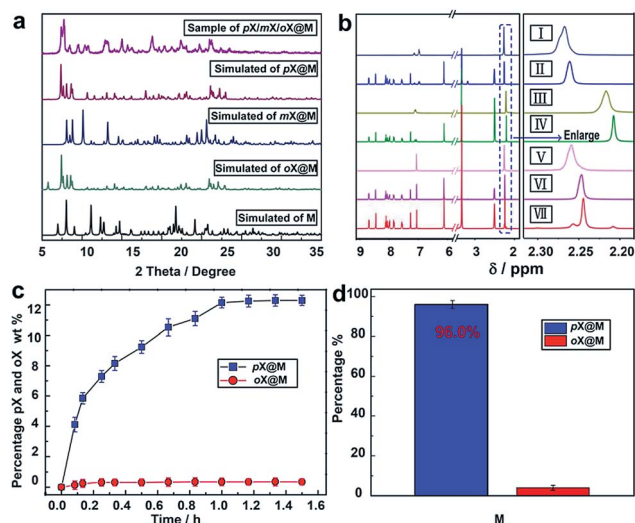 a
Sample of pX/mX/oX@M
Simulated of pX@M
Simulated of mX@M
Simulated of oX@M
Simulated of M
5 10 15 20 25 30 35
2 Theta / Degree
b
I
II
III
IV
Enlarge
V
VI
VII
9 8 7 6 4 3 2
2.30 2.25 2.20
δ / ppm
c
Percentage pX and oX wt %
12
10
8
6
4
2
0
pX@M
oX@M
0.0 0.2 0.4 0.6 0.8 1.0 1.2 1.4 1.6
Time / h
d
Percentage %
100
80
60
40
20
0
96.0%
pX@M
oX@M
M